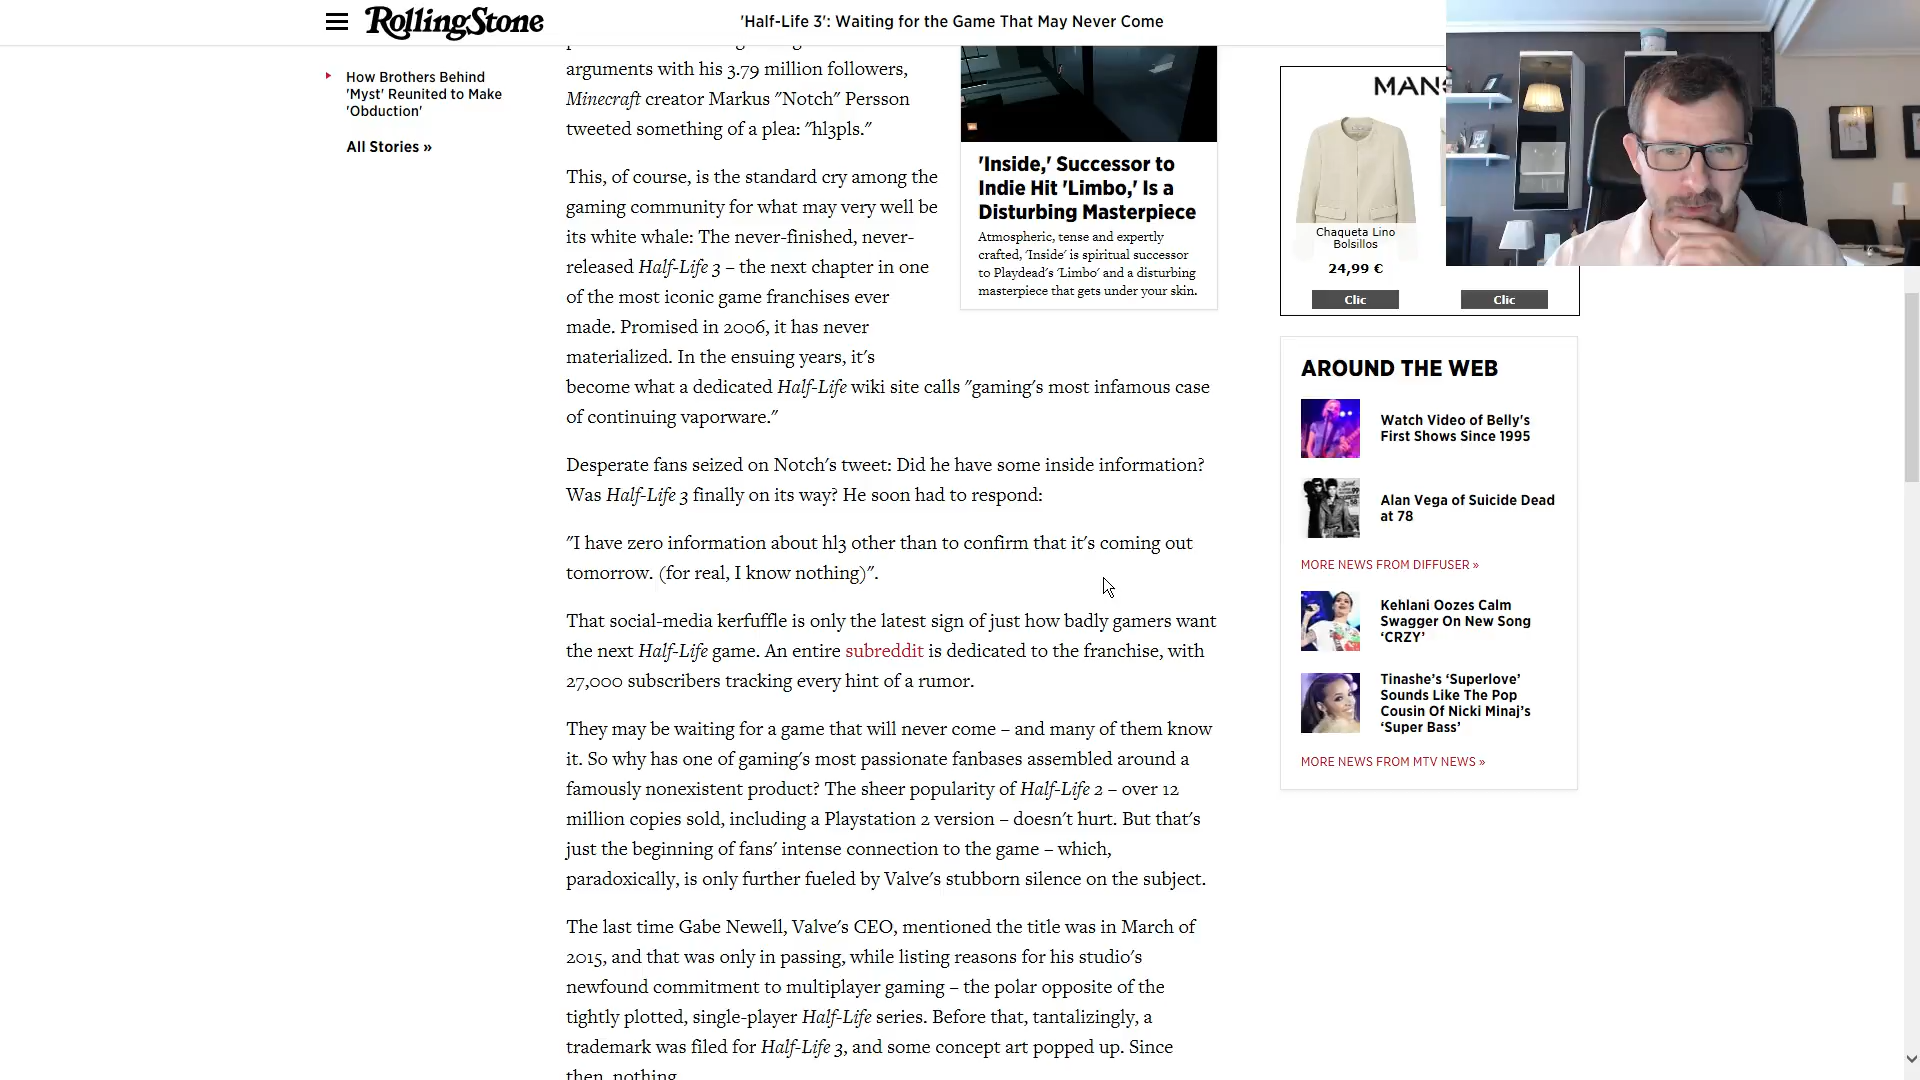 RollingStone
'Half-Life 3': Waiting for the Game That May Never Come
How Brothers Behind
'Myst' Reunited to Make
'Obduction'
All Stories »
arguments with his 3.79 million followers,
Minecraft creator Markus "Notch" Persson
tweeted something of a plea: "hl3pls."
This, of course, is the standard cry among the
gaming community for what may very well be
its white whale: The never-finished, never-
released Half-Life 3 – the next chapter in one
of the most iconic game franchises ever
made. Promised in 2006, it has never
materialized. In the ensuing years, it's
become what a dedicated Half-Life wiki site calls "gaming's most infamous case
of continuing vaporware."
Desperate fans seized on Notch's tweet: Did he have some inside information?
Was Half-Life 3 finally on its way? He soon had to respond:
"I have zero information about hl3 other than to confirm that it's coming out
tomorrow. (for real, I know nothing)".
That social-media kerfuffle is only the latest sign of just how badly gamers want
the next Half-Life game. An entire subreddit is dedicated to the franchise, with
27,000 subscribers tracking every hint of a rumor.
They may be waiting for a game that will never come – and many of them know
it. So why has one of gaming's most passionate fanbases assembled around a
famously nonexistent product? The sheer popularity of Half-Life 2 – over 12
million copies sold, including a Playstation 2 version – doesn't hurt. But that's
just the beginning of fans' intense connection to the game – which,
paradoxically, is only further fueled by Valve's stubborn silence on the subject.
The last time Gabe Newell, Valve's CEO, mentioned the title was in March of
2015, and that was only in passing, while listing reasons for his studio's
newfound commitment to multiplayer gaming – the polar opposite of the
tightly plotted, single-player Half-Life series. Before that, tantalizingly, a
trademark was filed for Half-Life 3, and some concept art popped up. Since
then, nothing.
'Inside,' Successor to
Indie Hit 'Limbo,' Is a
Disturbing Masterpiece
Atmospheric, tense and expertly
crafted, 'Inside' is spiritual successor
to Playdead's 'Limbo' and a disturbing
masterpiece that gets under your skin.
Chaqueta Lino
Bolsillos
24,99 €
Clic
Clic
AROUND THE WEB
Watch Video of Belly's
First Shows Since 1995
Alan Vega of Suicide Dead
at 78
MORE NEWS FROM DIFFUSER »
Kehlani Oozes Calm
Swagger On New Song
‘CRZY’
Tinashe’s ‘Superlove’
Sounds Like The Pop
Cousin Of Nicki Minaj’s
‘Super Bass’
MORE NEWS FROM MTV NEWS »